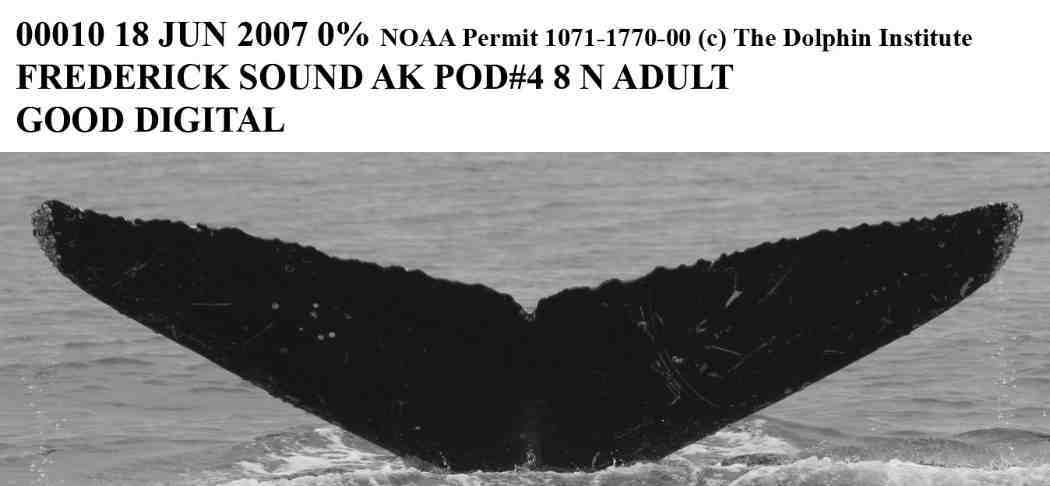 00010 18 JUN 2007 0% NOAA Permit 1071-1770-00 (c) The Dolphin Institute
FREDERICK SOUND AK POD#4 8 N ADULT
GOOD DIGITAL